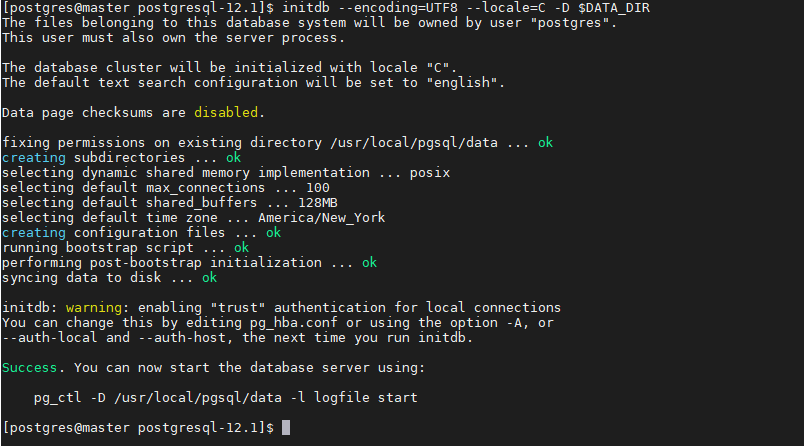 [postgres@master postgresql-12.1]$ initdb --encoding=UTF8 --locale=C -D $DATA_DIR
The files belonging to this database system will be owned by user "postgres".
This user must also own the server process.
The database cluster will be initialized with locale "C".
The default text search configuration will be set to "english".
Data page checksums are disabled.
fixing permissions on existing directory /usr/local/pgsql/data ... ok
creating subdirectories ... ok
selecting dynamic shared memory implementation ... posix
selecting default max_connections ... 100
selecting default shared_buffers ... 128MB
selecting default time zone ... America/New_York
creating configuration files ... ok
running bootstrap script ... ok
performing post-bootstrap initialization ... ok
syncing data to disk ... ok
initdb: warning: enabling "trust" authentication for local connections
You can change this by editing pg_hba.conf or using the option -A, or
--auth-local and --auth-host, the next time you run initdb.
Success. You can now start the database server using:
pg_ctl -D /usr/local/pgsql/data -l logfile start
[postgres@master postgresql-12.1]$